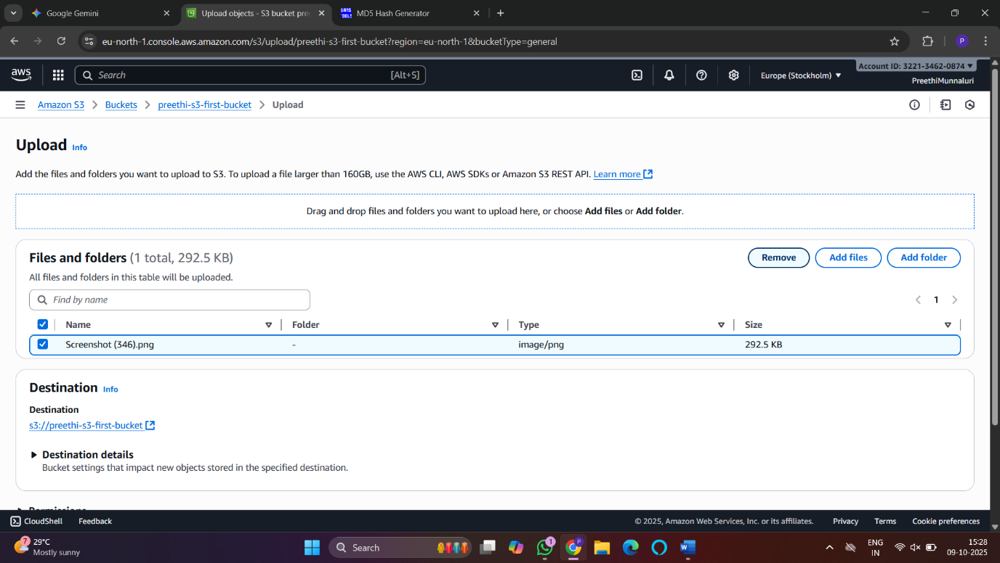 Google Gemini
Upload objects - S3 bucket pre
MD5 Hash Generator
eu-north-1.console.aws.amazon.com/s3/upload/preethi-s3-first-bucket?region=eu-north-1&bucketType=general
P
aws
Search
[Alt+S]
Europe (Stockholm)
Account ID: 3221-3462-0874
PreethiMunnaluri
Amazon S3 > Buckets > preethi-s3-first-bucket > Upload
Upload Info
Add the files and folders you want to upload to S3. To upload a file larger than 160GB, use the AWS CLI, AWS SDKs or Amazon S3 REST API. Learn more
Drag and drop files and folders you want to upload here, or choose Add files or Add folder.
Files and folders (1 total, 292.5 KB)
Remove
Add files
Add folder
All files and folders in this table will be uploaded.
Find by name
1
Name Folder Type Size
Screenshot (346).png - image/png 292.5 KB
Destination Info
Destination
s3://preethi-s3-first-bucket
Destination details
Bucket settings that impact new objects stored in the specified destination.
Permissions
CloudShell Feedback © 2025, Amazon Web Services, Inc. or its affiliates. Privacy Terms Cookie preferences
7
29°C
Mostly sunny
Search
1
P
ENG
IN
15:28
09-10-2025